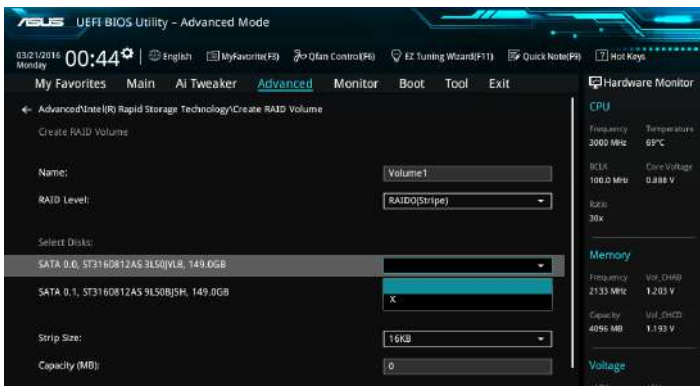 ASUS UEFI BIOS Utility – Advanced Mode
03/21/2016 Monday 00:44 English MyFavorite(F3) Qfan Control(F6) EZ Tuning Wizard(F11) Quick Note(F9) ? Hot Keys
My Favorites Main Ai Tweaker Advanced Monitor Boot Tool Exit Hardware Monitor
← Advanced\Intel(R) Rapid Storage Technology\Create RAID Volume
Create RAID Volume
Name: Volume1
RAID Level: RAID0(Stripe)
Select Disks:
SATA 0.0, ST3160812AS 3LS0JVL8, 149.0GB
SATA 0.1, ST3160812AS 9LS0BJ5H, 149.0GB
X
Strip Size: 16KB
Capacity (MB): 0
CPU
Frequency Temperature
3000 MHz 69°C
BCLK Core Voltage
100.0 MHz 0.888 V
Ratio
30x
Memory
Frequency Vol_CHAB
2133 MHz 1.203 V
Capacity Vol_CHCD
4096 MB 1.193 V
Voltage